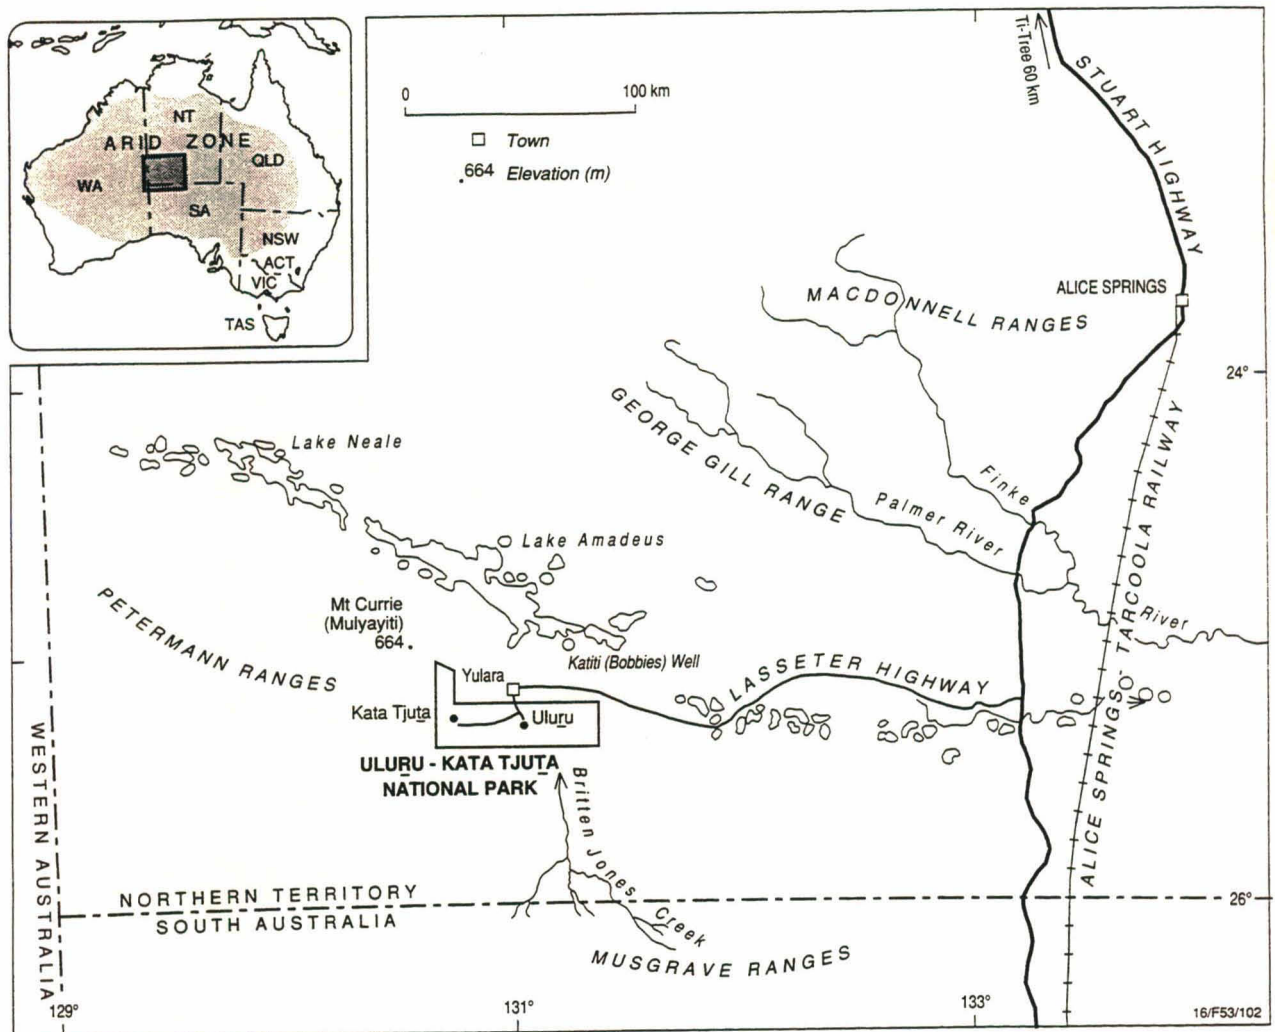 NT
ARID ZONE
QLD
WA
SA
NSW
ACT
VIC
TAS
0 100 km
Town
664 Elevation (m)
Ti-Tree 60 km
STUART HIGHWAY
ALICE SPRINGS
MACDONNELL RANGES
24°
GEORGE GILL RANGE
Finke
River
Palmer River
ALICE SPRINGS - TARCOOLA RAILWAY
Lake Neale
Lake Amadeus
Mt Currie
(Mulyayiti)
664
PETERMANN RANGES
Katiti (Bobbies) Well
Yulara
LASSETER HIGHWAY
Kata Tjuṯa
Uluṟu
ULUṞU - KATA TJUṮA
NATIONAL PARK
Britten Jones
Creek
WESTERN AUSTRALIA
NORTHERN TERRITORY
SOUTH AUSTRALIA
26°
MUSGRAVE RANGES
129°
131°
133°
16/F53/102